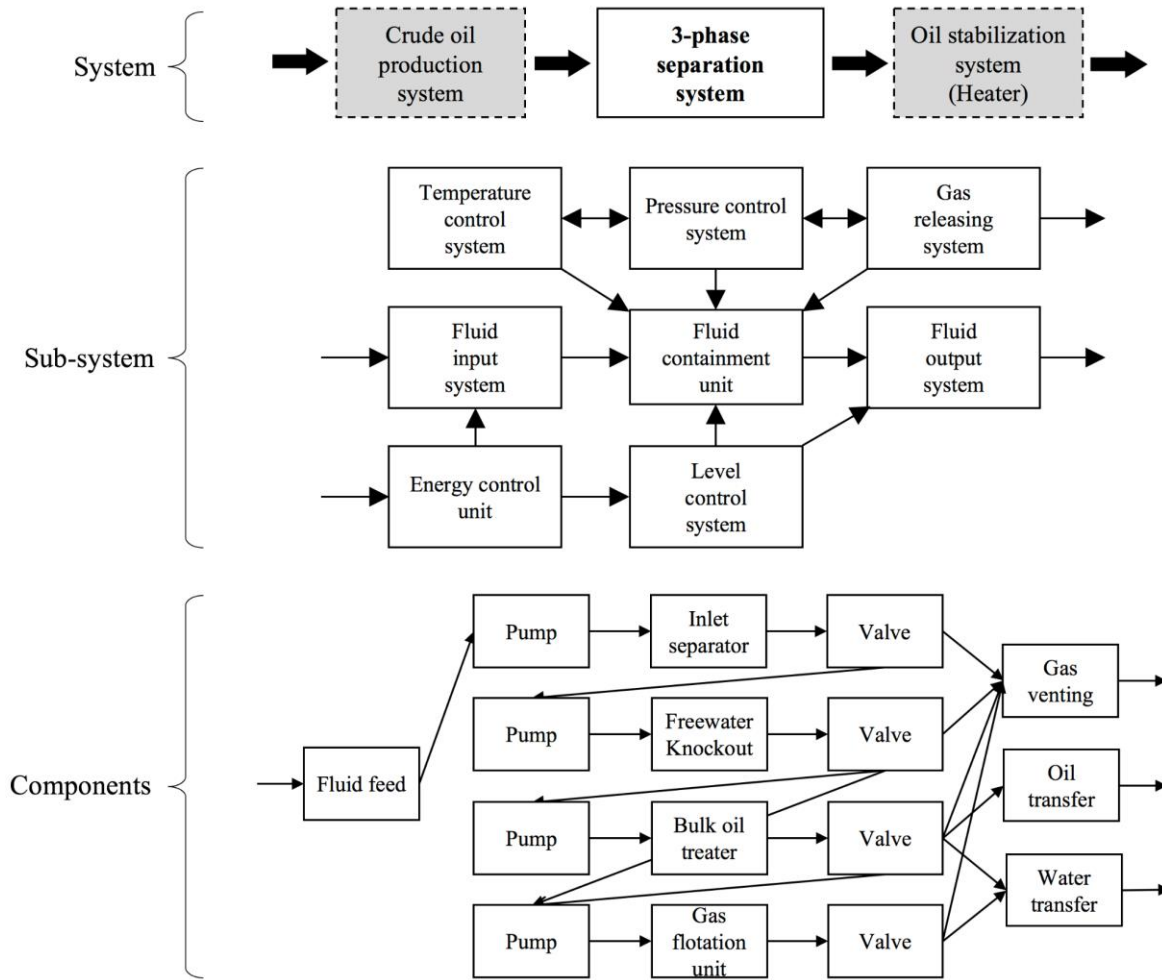 System
Crude oil
production
system
3-phase
separation
system
Oil stabilization
system
(Heater)
Sub-system
Temperature
control
system
Pressure control
system
Gas
releasing
system
Fluid
input
system
Fluid
containment
unit
Fluid
output
system
Energy control
unit
Level
control
system
Components
Fluid feed
Pump
Inlet
separator
Valve
Pump
Freewater
Knockout
Valve
Pump
Bulk oil
treater
Valve
Pump
Gas
flotation
unit
Valve
Gas
venting
Oil
transfer
Water
transfer